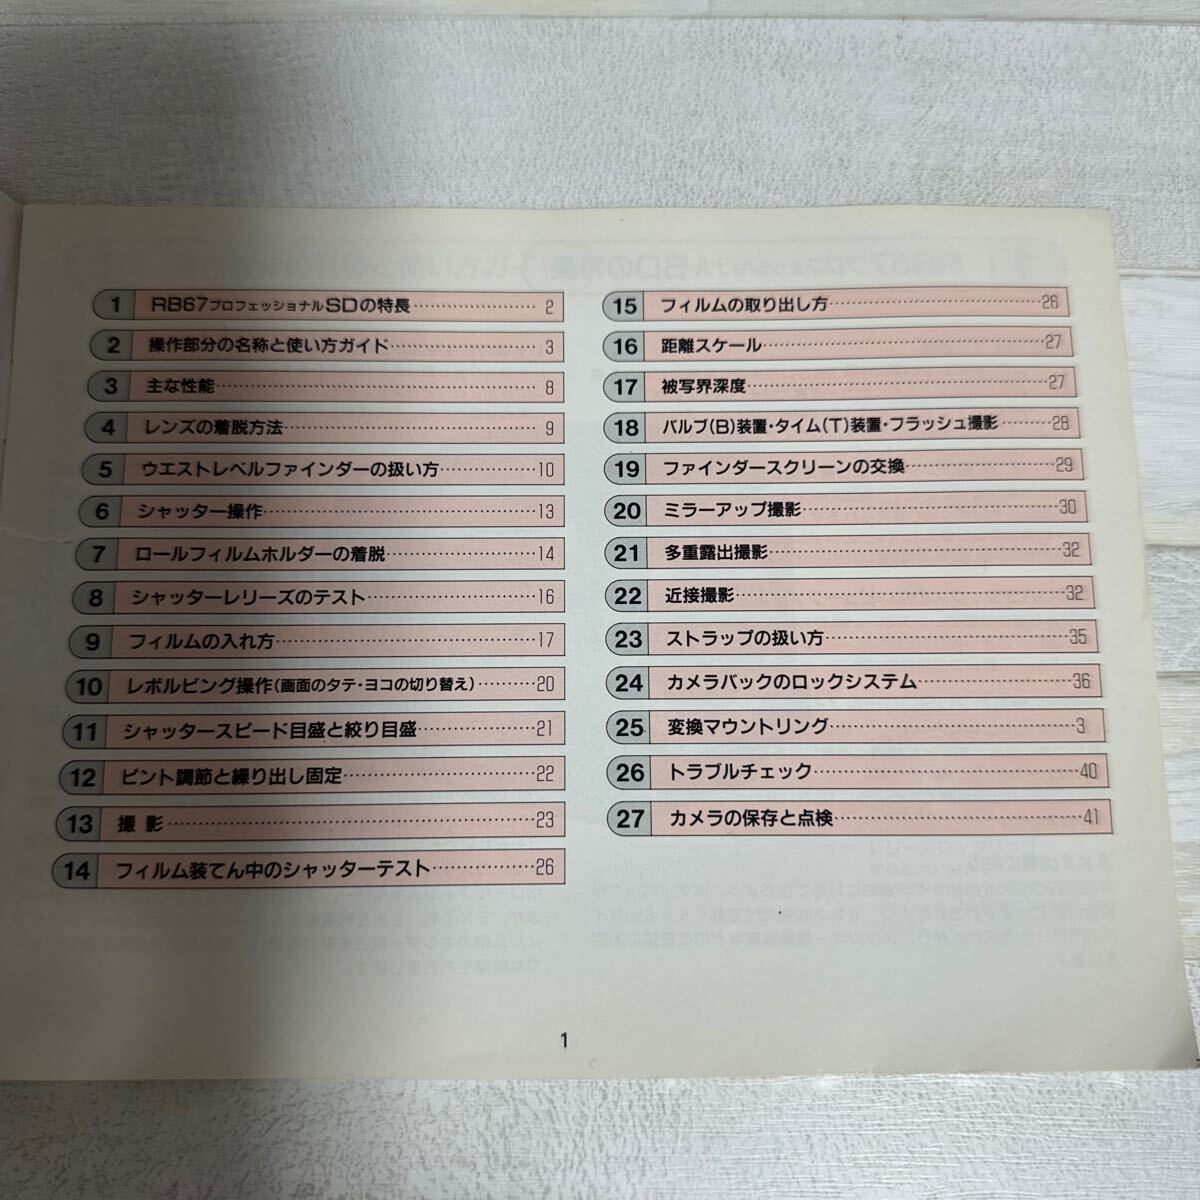 1 RB67プロフェッショナルSDの特長 2
2 操作部分の名称と使い方ガイド 3
3 主な性能 8
4 レンズの着脱方法 9
5 ウエストレベルファインダーの扱い方 10
6 シャッター操作 13
7 ロールフィルムホルダーの着脱 14
8 シャッターレリーズのテスト 16
9 フィルムの入れ方 17
10 レボルビング操作(画面のタテ・ヨコの切り替え) 20
11 シャッタースピード目盛と絞り目盛 21
12 ピント調節と繰り出し固定 22
13 撮 影 23
14 フィルム装てん中のシャッターテスト 26
15 フィルムの取り出し方 26
16 距離スケール 27
17 被写界深度 27
18 バルブ(B)装置・タイム(T)装置・フラッシュ撮影 28
19 ファインダースクリーンの交換 29
20 ミラーアップ撮影 30
21 多重露出撮影 32
22 近接撮影 32
23 ストラップの扱い方 35
24 カメラバックのロックシステム 36
25 変換マウントリング 3
26 トラブルチェック 40
27 カメラの保存と点検 41
1